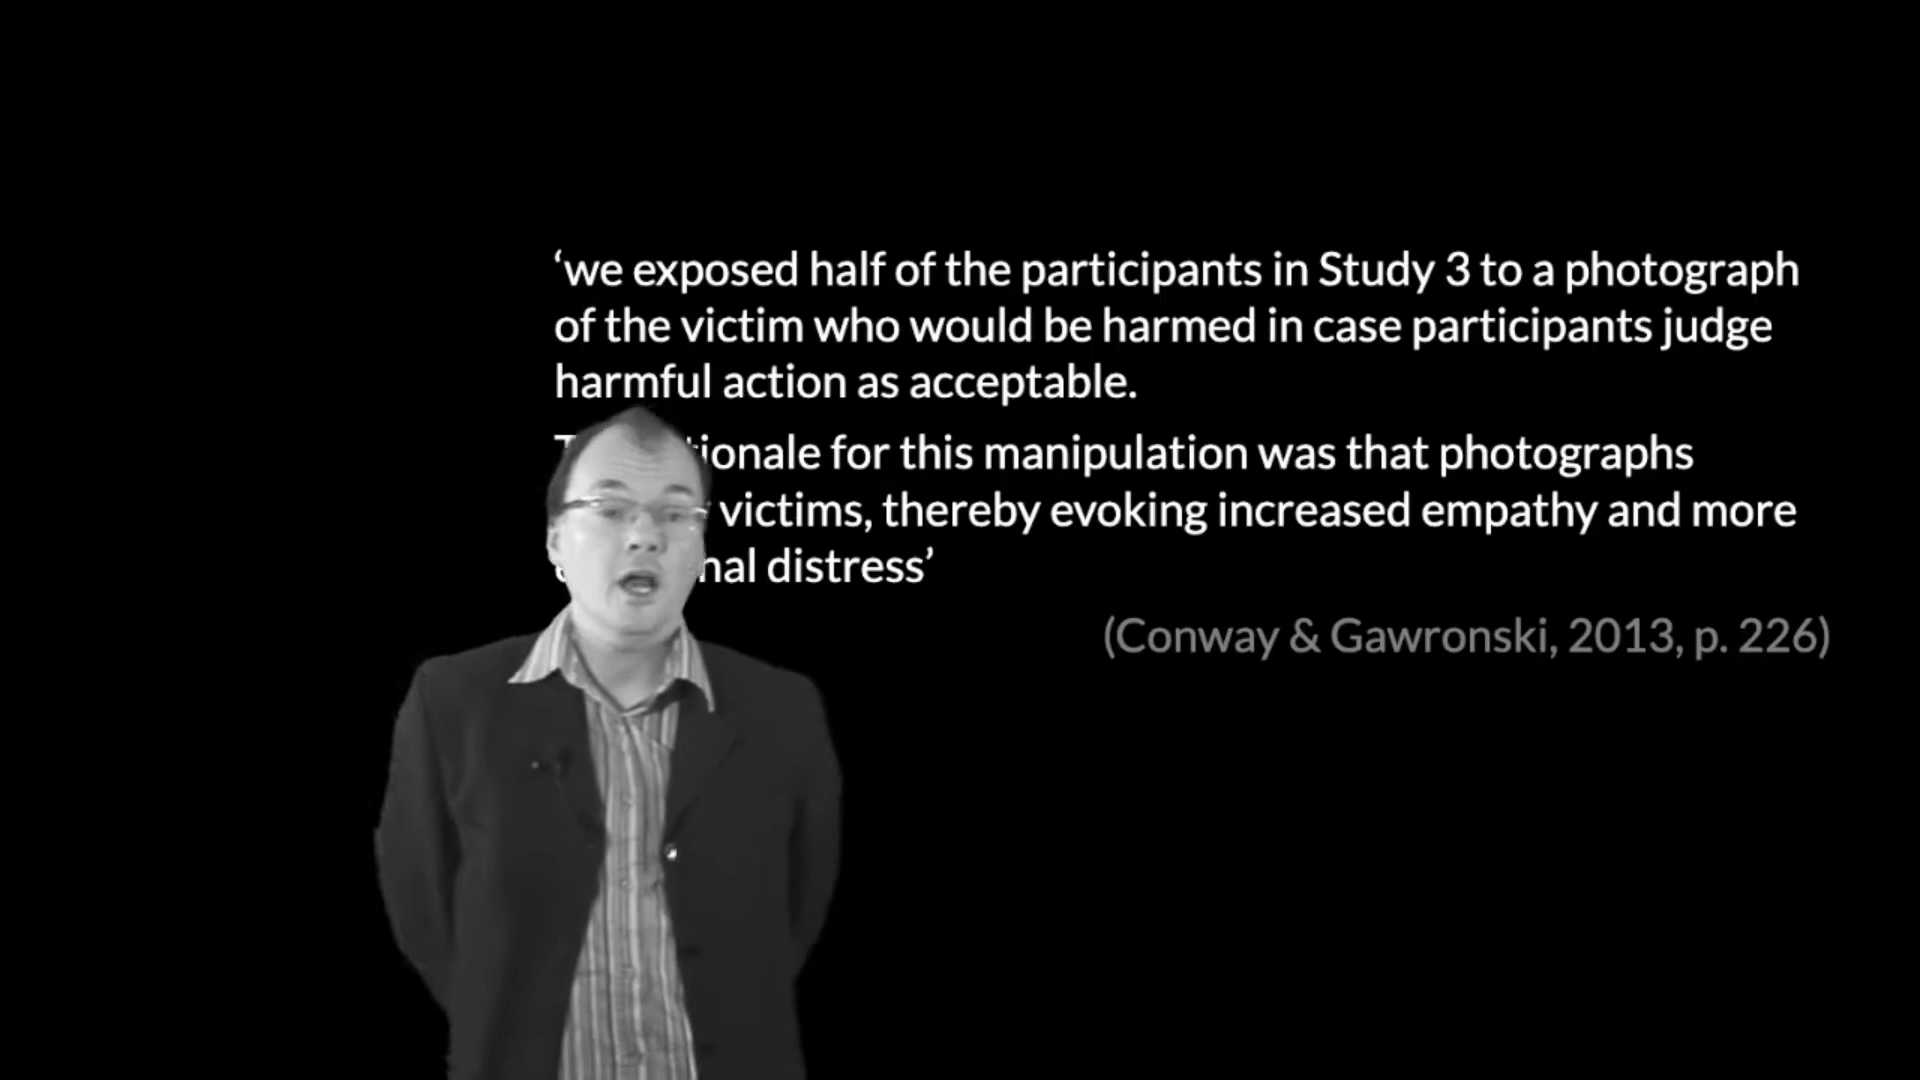 ‘we exposed half of the participants in Study 3 to a photograph
of the victim who would be harmed in case participants judge
harmful action as acceptable.
for this manipulation was that photographs
victims, thereby evoking increased empathy and more
distress’
(Conway & Gawronski, 2013, p. 226)